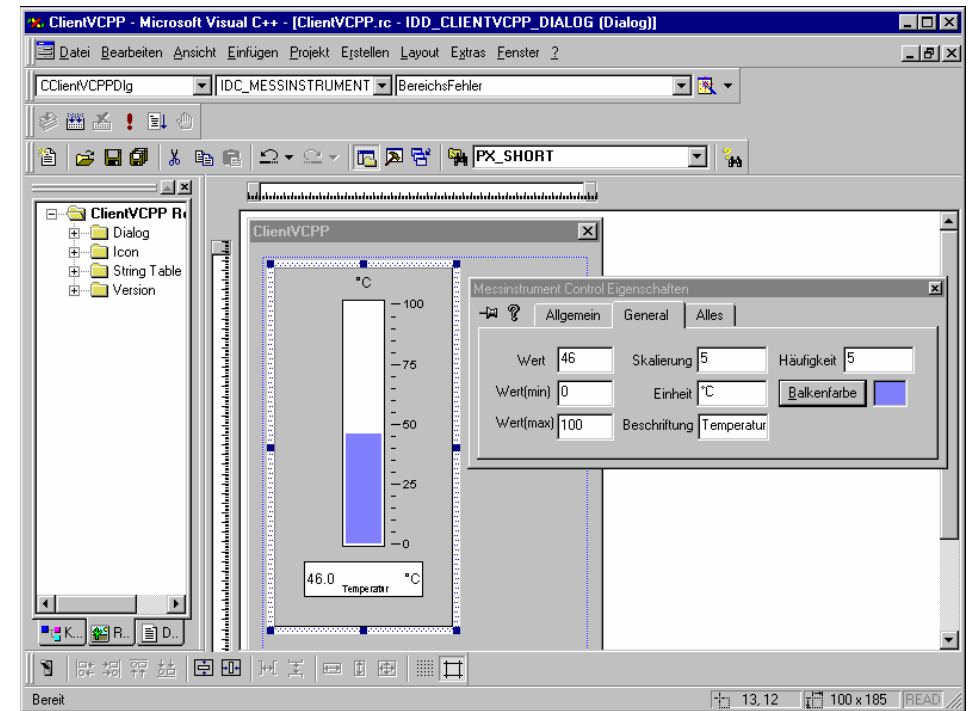 ClientVCPP - Microsoft Visual C++ - [ClientVCPP.rc - IDD_CLIENTVCPP_DIALOG (Dialog)]
Datei Bearbeiten Ansicht Einfügen Projekt Erstellen Layout Extras Fenster ?
CClientVCPPDlg IDC_MESSINSTRUMENT BereichsFehler
PX_SHORT
ClientVCPP Re
Dialog
Icon
String Table
Version
K... R.. D..
ClientVCPP
°C
100
75
50
25
0
46.0 Temperatur °C
Messinstrument Control Eigenschaften
? Allgemein General Alles
Wert 46 Skalierung 5 Häufigkeit 5
Wert(min) 0 Einheit °C Balkenfarbe
Wert(max) 100 Beschriftung Temperatur
Bereit 13, 12 100 x 185 READ